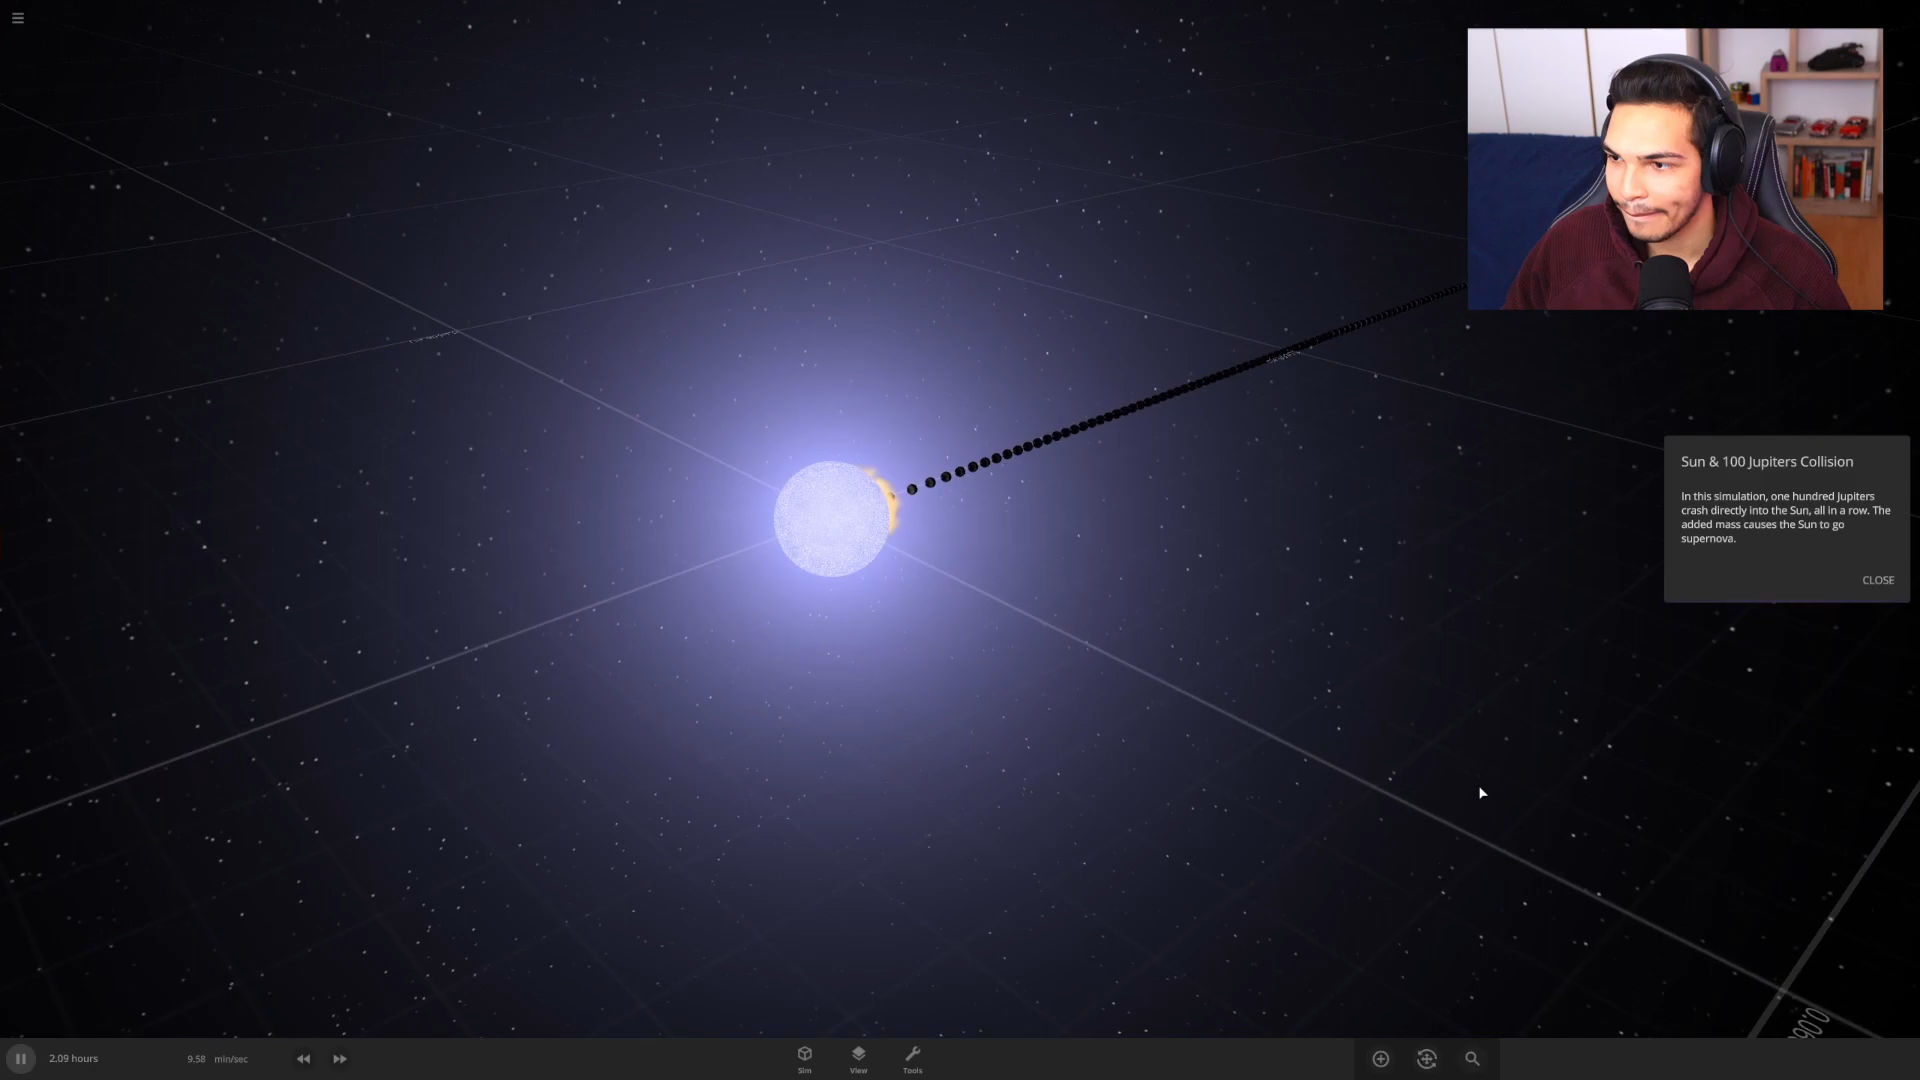 Sun & 100 Jupiters Collision
In this simulation, one hundred Jupiters
crash directly into the Sun, all in a row. The
added mass causes the Sun to go
supernova.
CLOSE
2.09 hours
9.58 min/sec
Sim
View
Tools